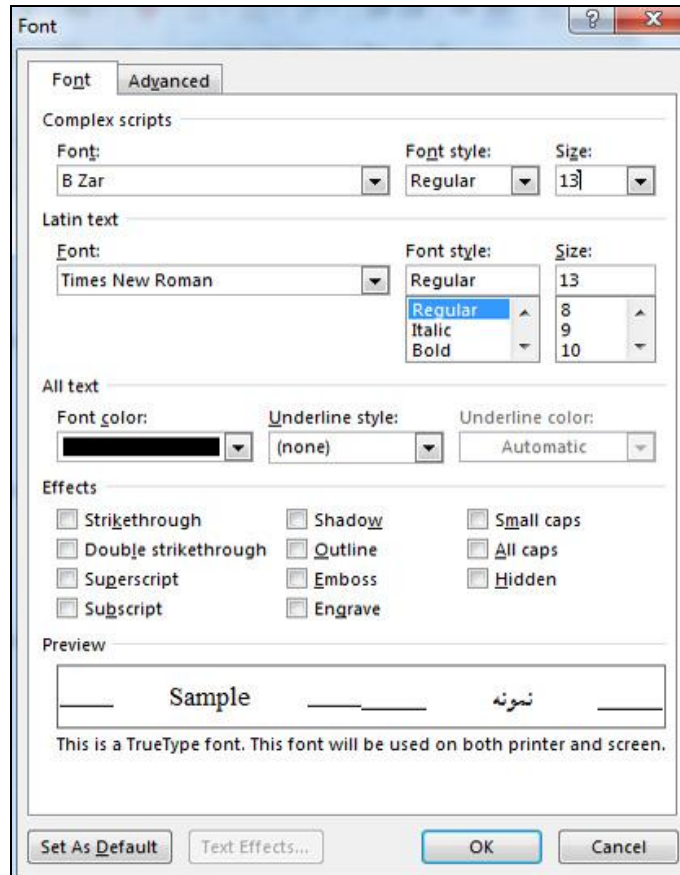 Font
Font Advanced
Complex scripts
Font: Font style: Size:
B Zar Regular 13
Latin text
Font: Font style: Size:
Times New Roman Regular 13
Regular 8
Italic 9
Bold 10
All text
Font color: Underline style: Underline color:
(none) Automatic
Effects
Strikethrough Shadow Small caps
Double strikethrough Outline All caps
Superscript Emboss Hidden
Subscript Engrave
Preview
Sample نمونه
This is a TrueType font. This font will be used on both printer and screen.
Set As Default Text Effects... OK Cancel